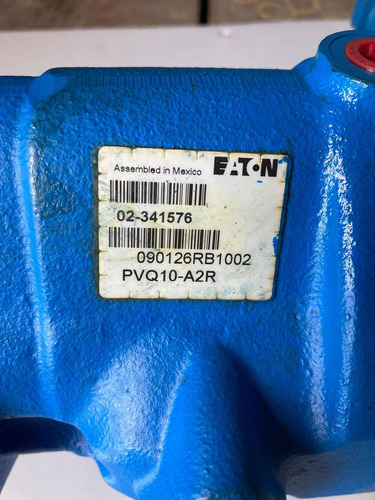 Assembled in Mexico EATON
02-341576
090126RB1002
PVQ10-A2R